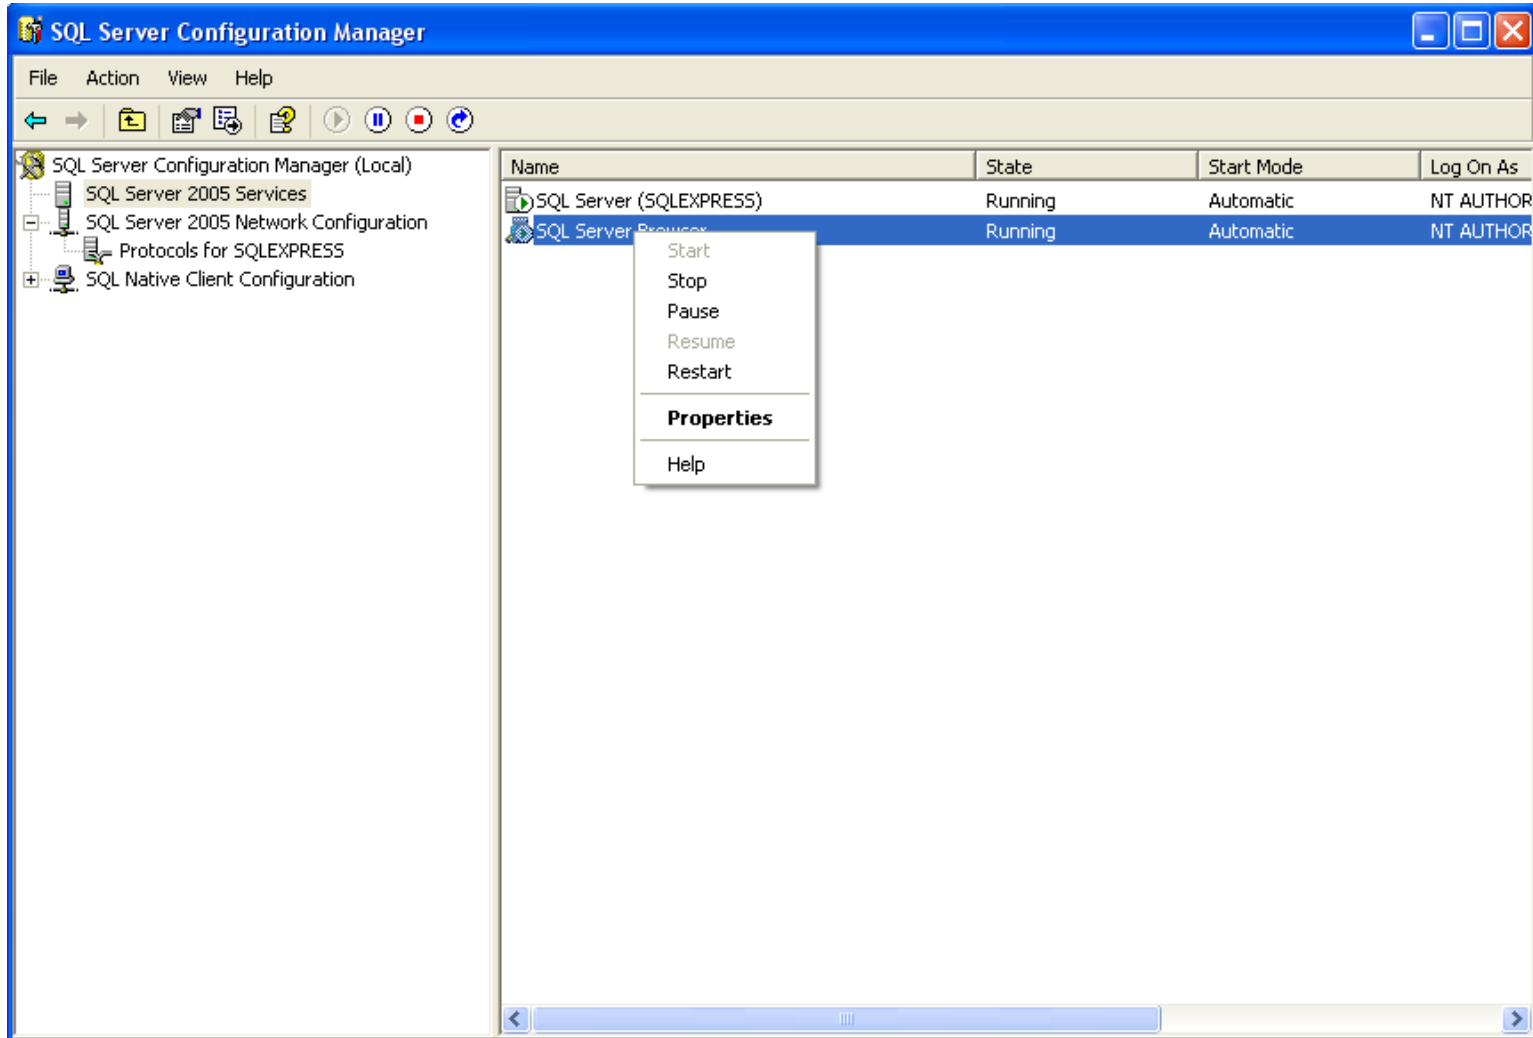 SQL Server Configuration Manager
File Action View Help
SQL Server Configuration Manager (Local)
SQL Server 2005 Services
SQL Server 2005 Network Configuration
Protocols for SQLEXPRESS
SQL Native Client Configuration
Name State Start Mode Log On As
SQL Server (SQLEXPRESS) Running Automatic NT AUTHOR
SQL Server Browser Running Automatic NT AUTHOR
Start
Stop
Pause
Resume
Restart
Properties
Help